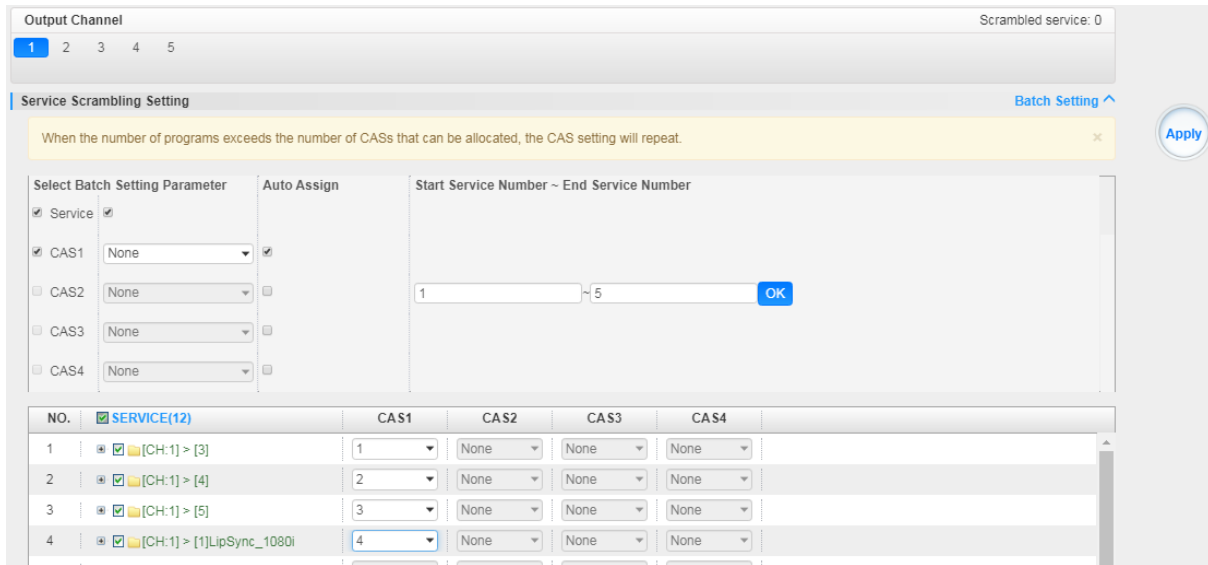 Output Channel Scrambled service: 0
1 2 3 4 5
Service Scrambling Setting Batch Setting
Apply
When the number of programs exceeds the number of CASs that can be allocated, the CAS setting will repeat. ×
Select Batch Setting Parameter Auto Assign Start Service Number ~ End Service Number
Service
CAS1 None
CAS2 None 1 ~ 5 OK
CAS3 None
CAS4 None
NO. SERVICE(12) CAS1 CAS2 CAS3 CAS4
1 [CH:1] > [3] 1 None None None
2 [CH:1] > [4] 2 None None None
3 [CH:1] > [5] 3 None None None
4 [CH:1] > [1]LipSync_1080i 4 None None None